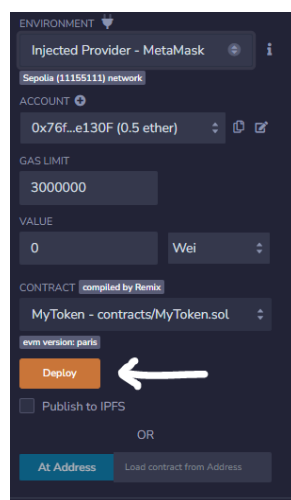 ENVIRONMENT
Injected Provider - MetaMask
Sepolia (11155111) network
ACCOUNT
0x76f...e130F (0.5 ether)
GAS LIMIT
3000000
VALUE
0 Wei
CONTRACT compiled by Remix
MyToken - contracts/MyToken.sol
evm version: paris
Deploy
Publish to IPFS
OR
At Address Load contract from Address